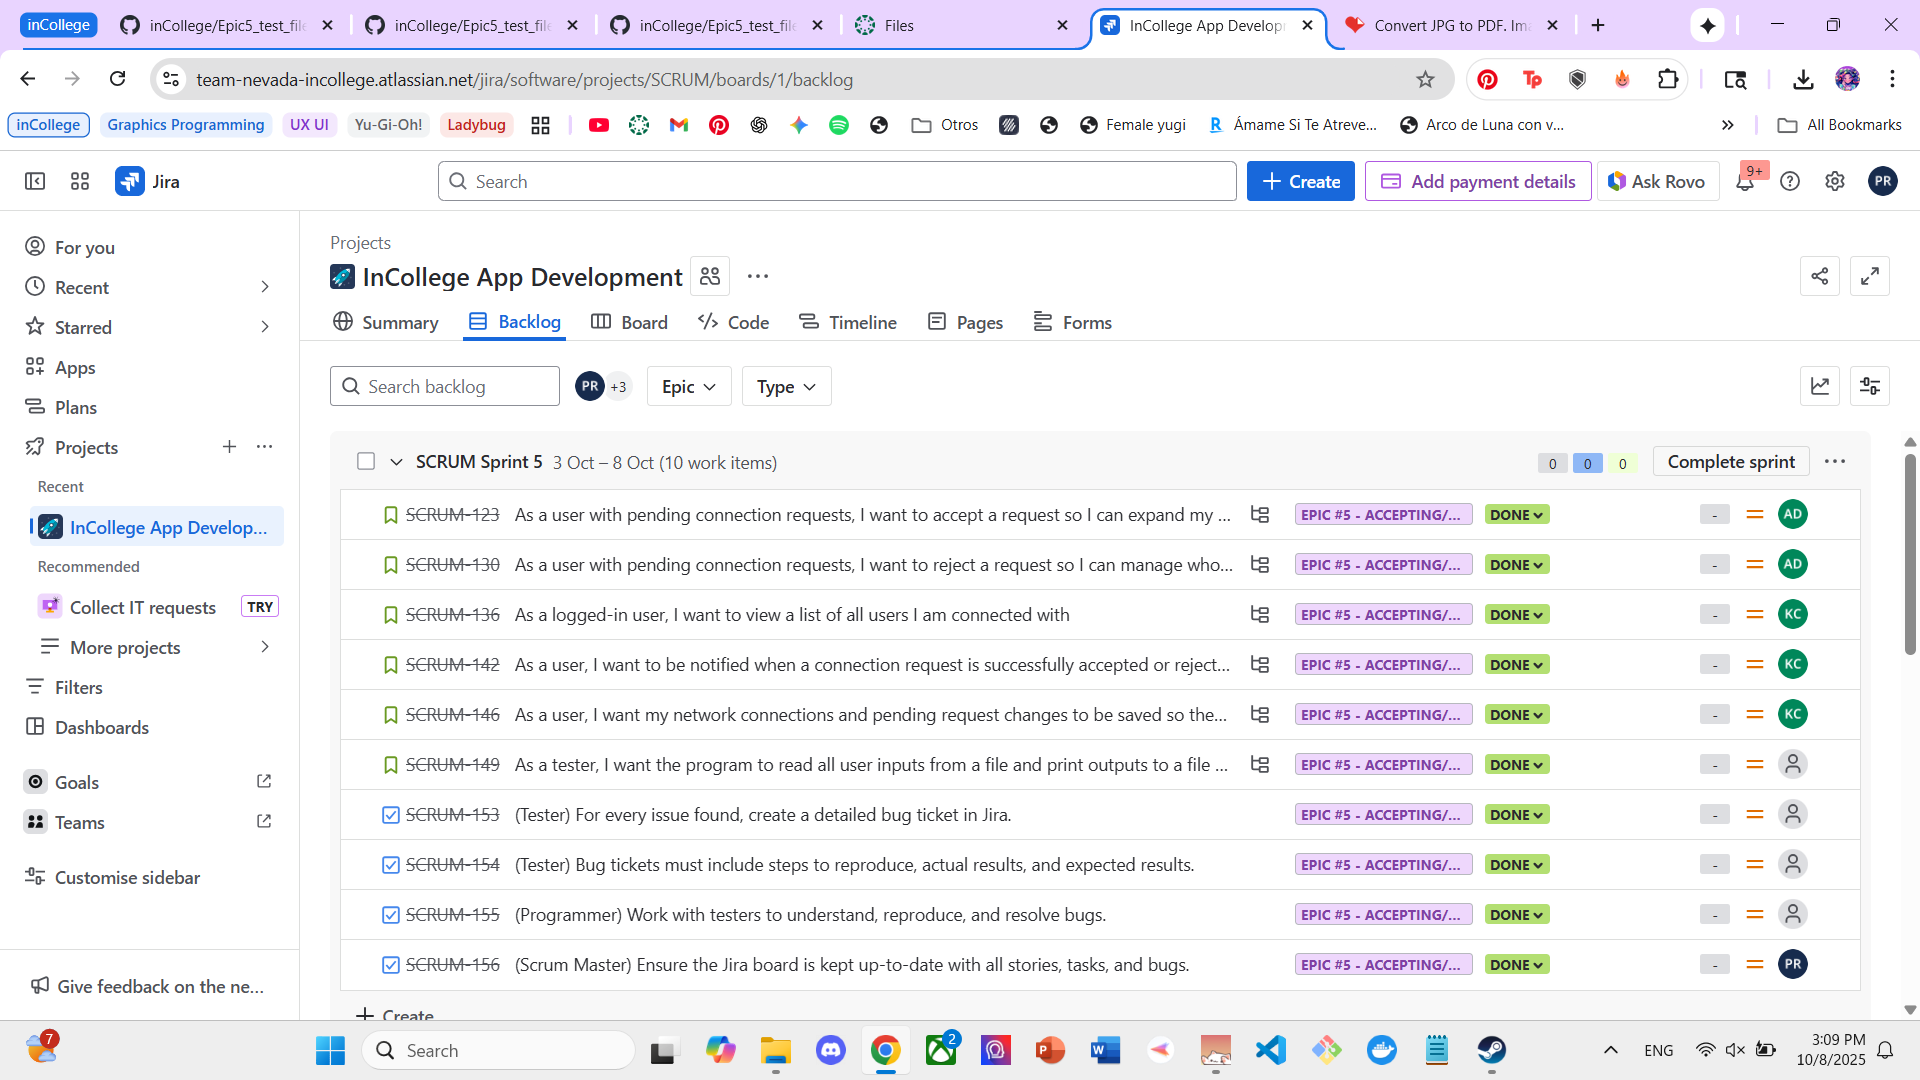 inCollege
inCollege/Epic5_test_file
inCollege/Epic5_test_file
inCollege/Epic5_test_file
Files
InCollege App Develop
Convert JPG to PDF. Im
team-nevada-incollege.atlassian.net/jira/software/projects/SCRUM/boards/1/backlog
inCollege
Graphics Programming
UX UI
Yu-Gi-Oh!
Ladybug
Otros
Female yugi
Ámame Si Te Atreve...
Arco de Luna con v...
All Bookmarks
Jira
Search
Create
Add payment details
Ask Rovo
9+
PR
For you
Recent
Starred
Apps
Plans
Projects
Recent
InCollege App Develop...
Recommended
Collect IT requests
TRY
More projects
Filters
Dashboards
Goals
Teams
Customise sidebar
Give feedback on the ne...
Projects
InCollege App Development
Summary
Backlog
Board
Code
Timeline
Pages
Forms
Search backlog
PR +3
Epic
Type
SCRUM Sprint 5 3 Oct – 8 Oct (10 work items)
0 0 0
Complete sprint
SCRUM-123 As a user with pending connection requests, I want to accept a request so I can expand my ... EPIC #5 - ACCEPTING/... DONE - AD
SCRUM-130 As a user with pending connection requests, I want to reject a request so I can manage who... EPIC #5 - ACCEPTING/... DONE - AD
SCRUM-136 As a logged-in user, I want to view a list of all users I am connected with EPIC #5 - ACCEPTING/... DONE - KC
SCRUM-142 As a user, I want to be notified when a connection request is successfully accepted or reject... EPIC #5 - ACCEPTING/... DONE - KC
SCRUM-146 As a user, I want my network connections and pending request changes to be saved so the... EPIC #5 - ACCEPTING/... DONE - KC
SCRUM-149 As a tester, I want the program to read all user inputs from a file and print outputs to a file ... EPIC #5 - ACCEPTING/... DONE -
SCRUM-153 (Tester) For every issue found, create a detailed bug ticket in Jira. EPIC #5 - ACCEPTING/... DONE -
SCRUM-154 (Tester) Bug tickets must include steps to reproduce, actual results, and expected results. EPIC #5 - ACCEPTING/... DONE -
SCRUM-155 (Programmer) Work with testers to understand, reproduce, and resolve bugs. EPIC #5 - ACCEPTING/... DONE -
SCRUM-156 (Scrum Master) Ensure the Jira board is kept up-to-date with all stories, tasks, and bugs. EPIC #5 - ACCEPTING/... DONE - PR
Create
7
Search
2
ENG
3:09 PM
10/8/2025